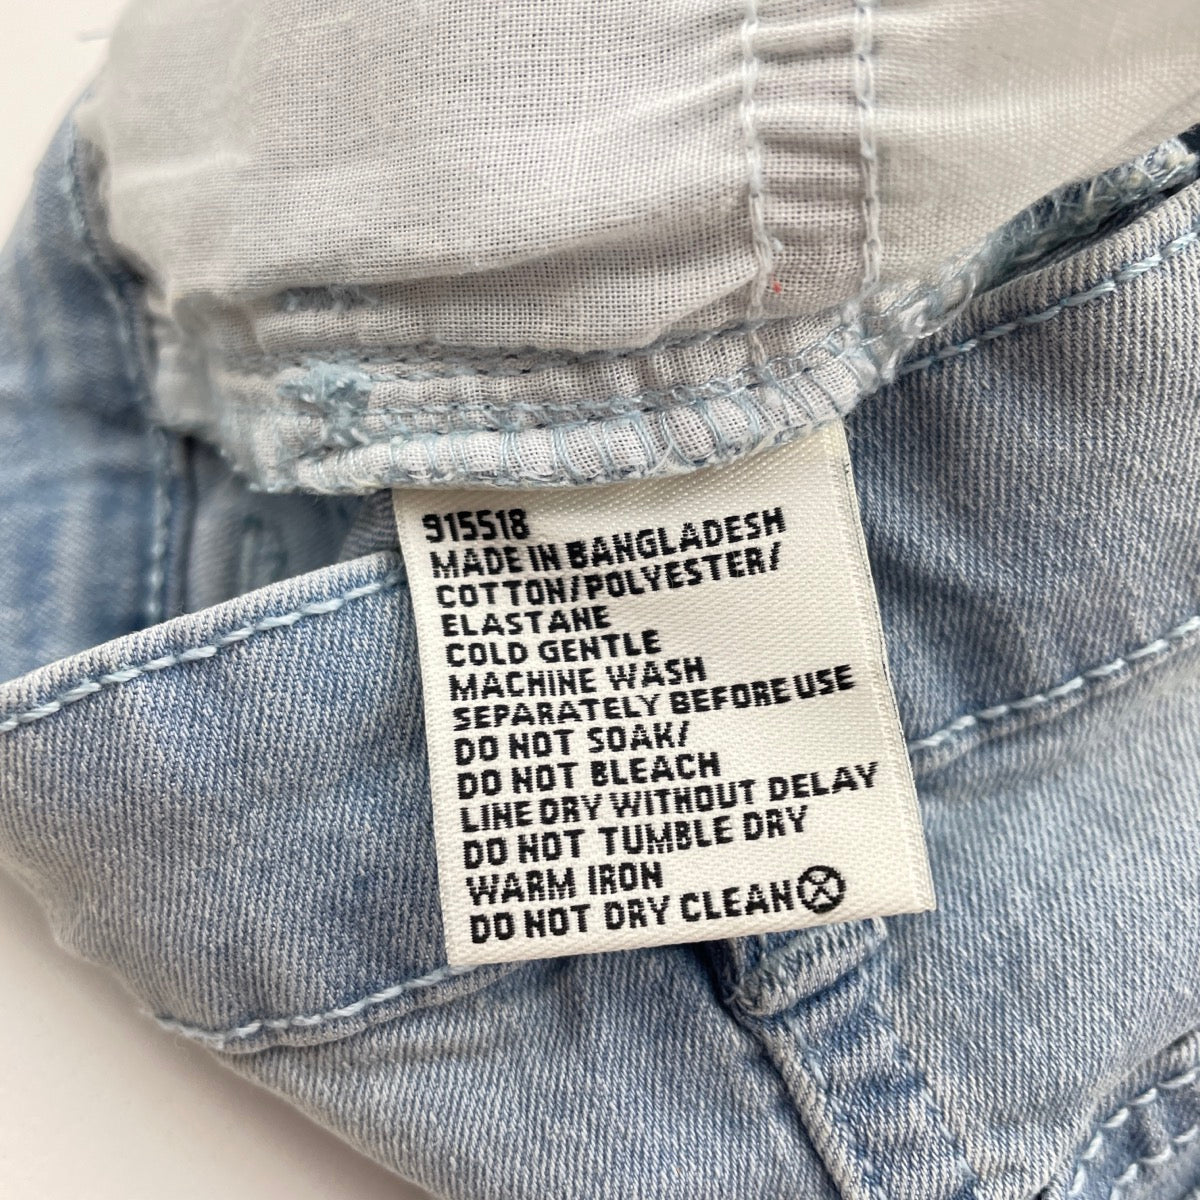 915518
MADE IN BANGLADESH
COTTON/POLYESTER/
ELASTANE
COLD GENTLE
MACHINE WASH
SEPARATELY BEFORE USE
DO NOT SOAK/
DO NOT BLEACH
LINE DRY WITHOUT DELAY
DO NOT TUMBLE DRY
WARM IRON
DO NOT DRY CLEAN